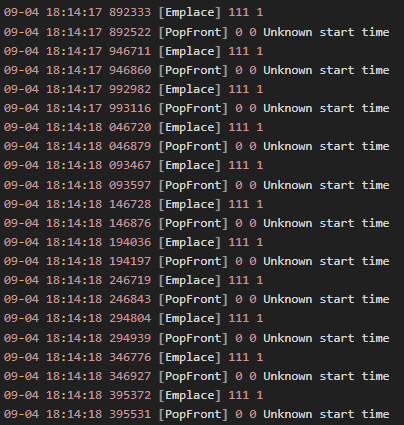 09-04 18:14:17 892333 [Emplace] 111 1
09-04 18:14:17 892522 [PopFront] 0 0 Unknown start time
09-04 18:14:17 946711 [Emplace] 111 1
09-04 18:14:17 946860 [PopFront] 0 0 Unknown start time
09-04 18:14:17 992982 [Emplace] 111 1
09-04 18:14:17 993116 [PopFront] 0 0 Unknown start time
09-04 18:14:18 046720 [Emplace] 111 1
09-04 18:14:18 046879 [PopFront] 0 0 Unknown start time
09-04 18:14:18 093467 [Emplace] 111 1
09-04 18:14:18 093597 [PopFront] 0 0 Unknown start time
09-04 18:14:18 146728 [Emplace] 111 1
09-04 18:14:18 146876 [PopFront] 0 0 Unknown start time
09-04 18:14:18 194036 [Emplace] 111 1
09-04 18:14:18 194197 [PopFront] 0 0 Unknown start time
09-04 18:14:18 246719 [Emplace] 111 1
09-04 18:14:18 246843 [PopFront] 0 0 Unknown start time
09-04 18:14:18 294804 [Emplace] 111 1
09-04 18:14:18 294939 [PopFront] 0 0 Unknown start time
09-04 18:14:18 346776 [Emplace] 111 1
09-04 18:14:18 346927 [PopFront] 0 0 Unknown start time
09-04 18:14:18 395372 [Emplace] 111 1
09-04 18:14:18 395531 [PopFront] 0 0 Unknown start time